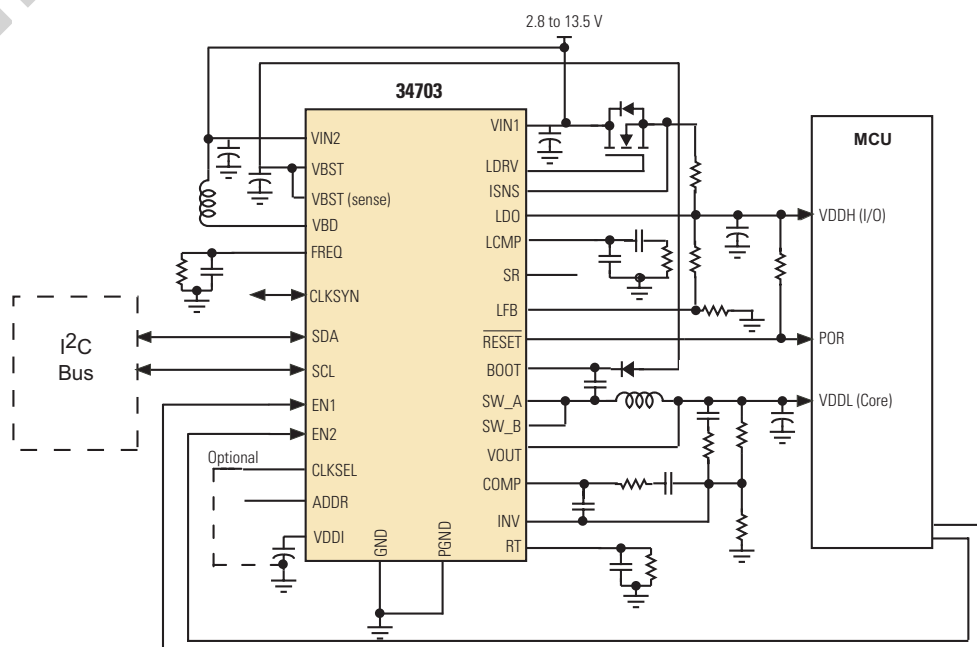 2.8 to 13.5 V
34703
VIN2
VBST
VBST (sense)
VBD
FREQ
CLKSYN
SDA
SCL
EN1
EN2
CLKSEL
ADDR
VDDI
GND
PGND
VIN1
LDRV
ISNS
LDO
LCMP
SR
LFB
RESET
BOOT
SW_A
SW_B
VOUT
COMP
INV
RT
MCU
VDDH (I/O)
POR
VDDL (Core)
I2C
Bus
Optional